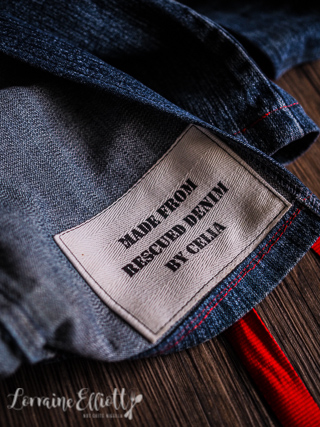 MADE FROM
RESCUED DENIM
BY CELIA
Lorraine Elliott
NOT QUITE NIGELLA